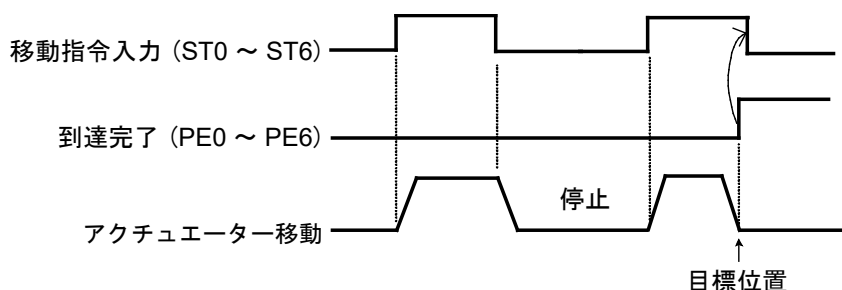 移動指令入力 (ST0 ～ ST6)
到達完了 (PE0 ～ PE6)
停止
アクチュエーター移動
目標位置